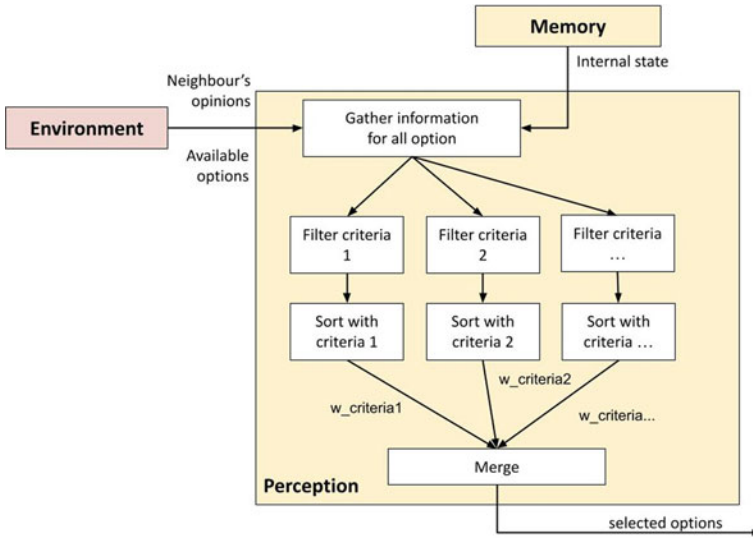 Memory
Internal state
Neighbour's
opinions
Environment
Available
options
Gather information
for all option
Filter criteria
1
Filter criteria
2
Filter criteria
...
Sort with
criteria 1
Sort with
criteria 2
Sort with
criteria ...
w_criteria1
w_criteria2
w_criteria...
Merge
Perception
selected options